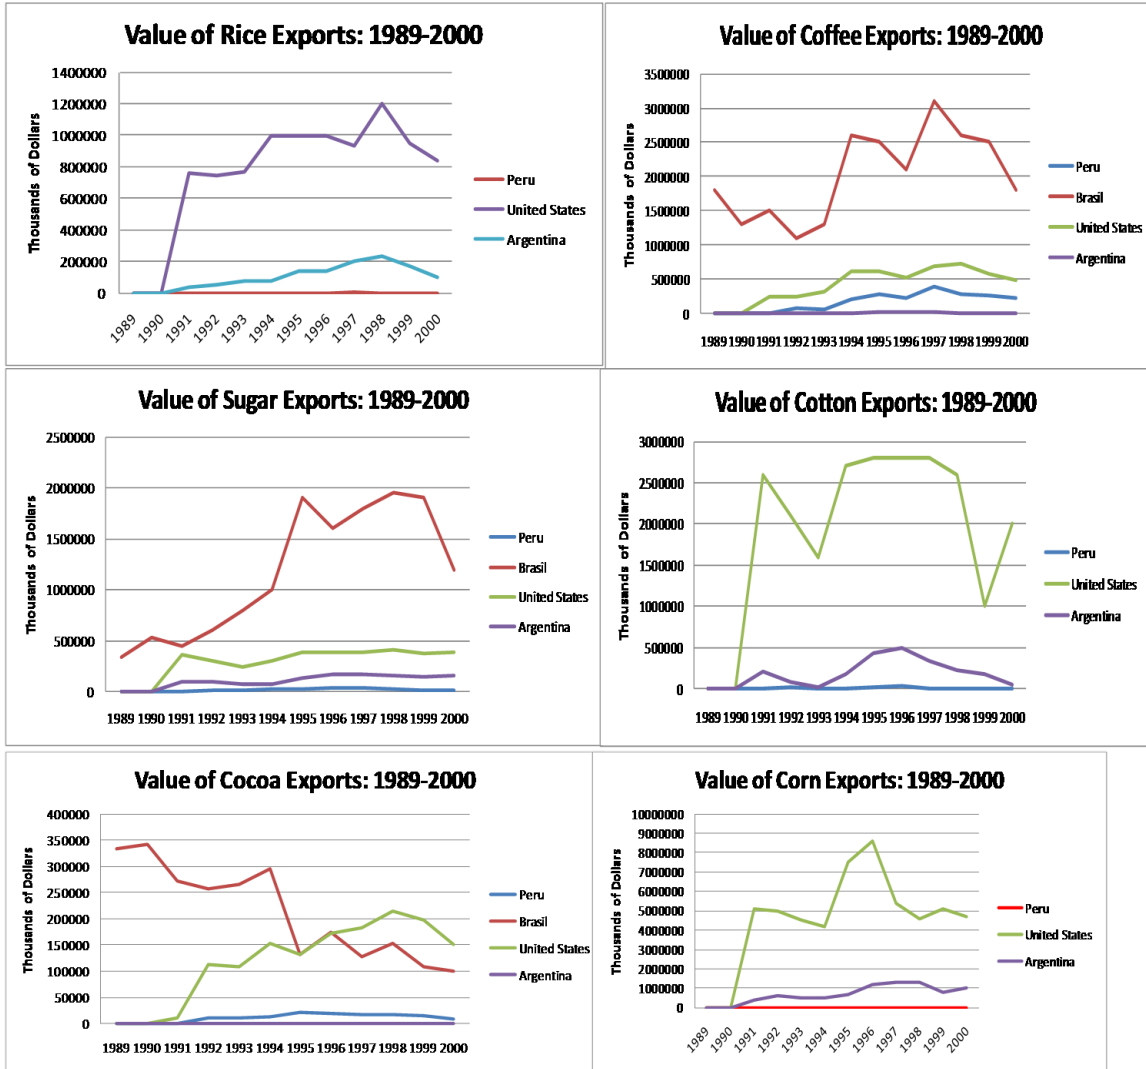 Value of Rice Exports: 1989-2000
Thousands of Dollars
1400000
1200000
1000000
800000
600000
400000
200000
0
1989 1990 1991 1992 1993 1994 1995 1996 1997 1998 1999 2000
Peru
United States
Argentina
Value of Coffee Exports: 1989-2000
Thousands of Dollars
3500000
3000000
2500000
2000000
1500000
1000000
500000
0
1989 1990 1991 1992 1993 1994 1995 1996 1997 1998 1999 2000
Peru
Brasil
United States
Argentina
Value of Sugar Exports: 1989-2000
Thousands of Dollars
2500000
2000000
1500000
1000000
500000
0
1989 1990 1991 1992 1993 1994 1995 1996 1997 1998 1999 2000
Peru
Brasil
United States
Argentina
Value of Cotton Exports: 1989-2000
Thousands of Dollars
3000000
2500000
2000000
1500000
1000000
500000
0
1989 1990 1991 1992 1993 1994 1995 1996 1997 1998 1999 2000
Peru
United States
Argentina
Value of Cocoa Exports: 1989-2000
Thousands of Dollars
400000
350000
300000
250000
200000
150000
100000
50000
0
1989 1990 1991 1992 1993 1994 1995 1996 1997 1998 1999 2000
Peru
Brasil
United States
Argentina
Value of Corn Exports: 1989-2000
Thousands of Dollars
10000000
9000000
8000000
7000000
6000000
5000000
4000000
3000000
2000000
1000000
0
1989 1990 1991 1992 1993 1994 1995 1996 1997 1998 1999 2000
Peru
United States
Argentina